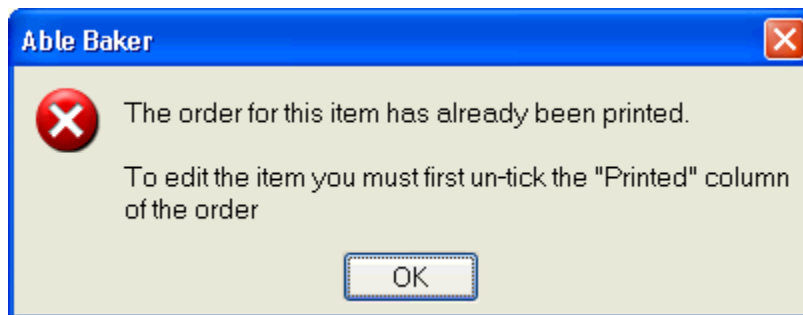 Able Baker
The order for this item has already been printed.
To edit the item you must first un-tick the "Printed" column
of the order
OK